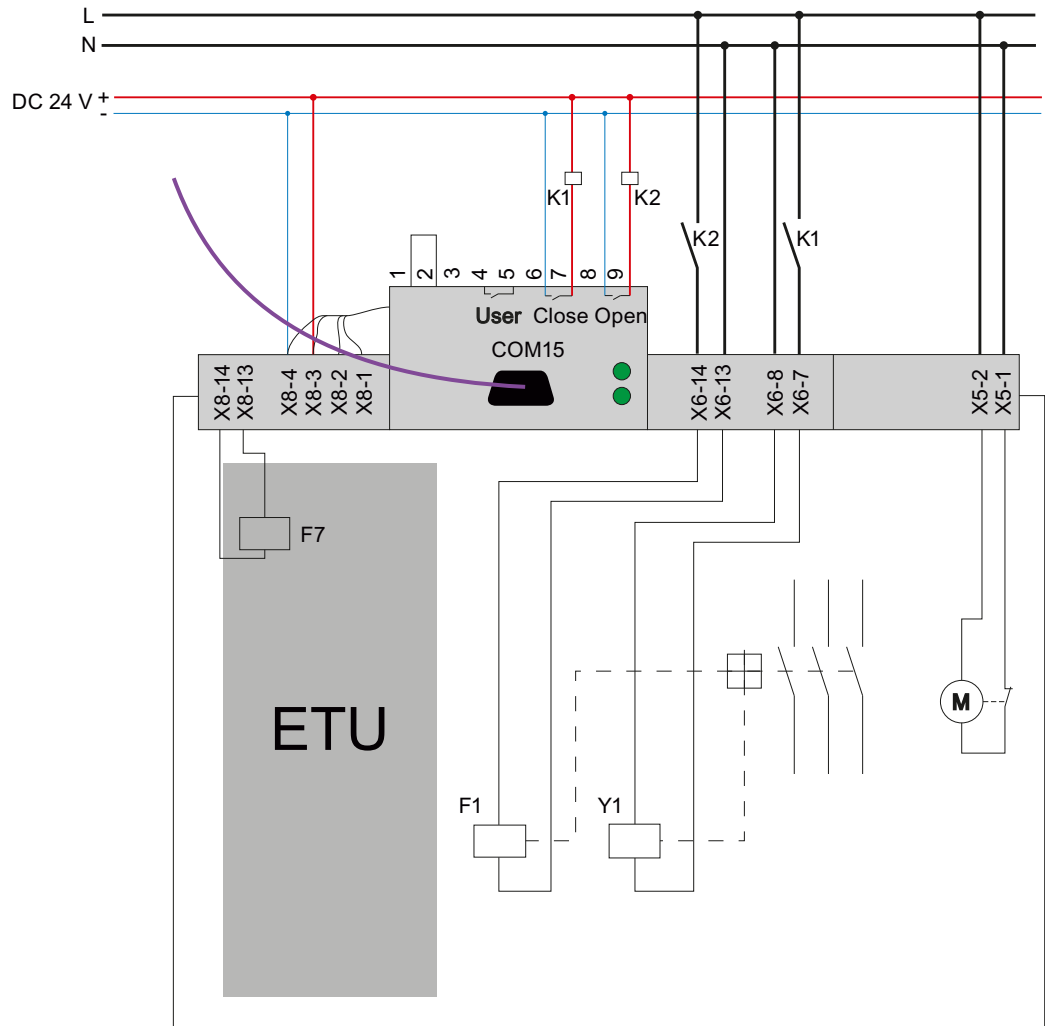 L
N
DC 24 V +
-
K1
K2
K2
K1
1
2
3
4
5
6
7
8
9
User Close Open
COM15
X8-14
X8-13
X8-4
X8-3
X8-2
X8-1
X6-14
X6-13
X6-8
X6-7
X5-2
X5-1
F7
ETU
M
F1
Y1